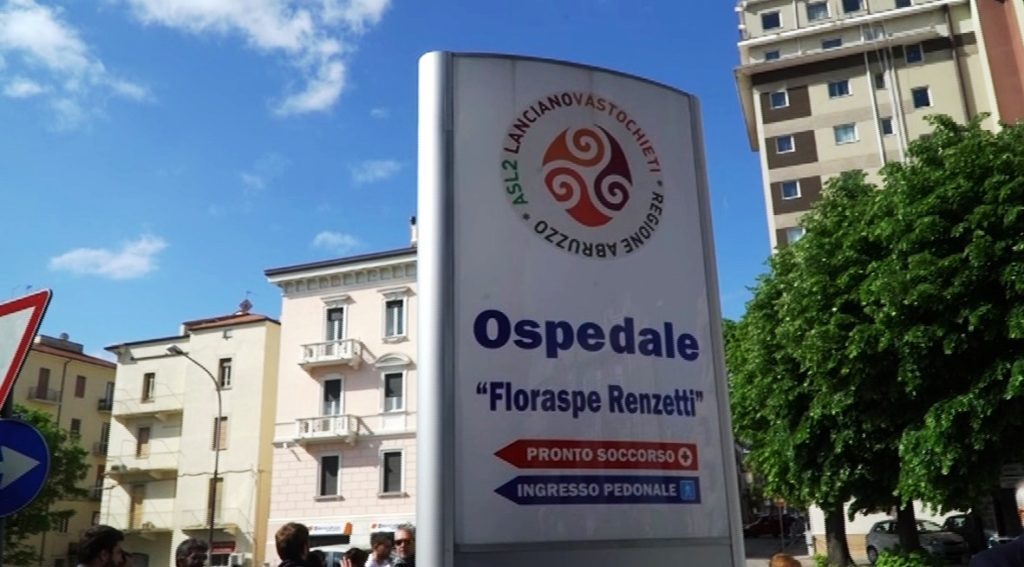 ASL2 LANCIANOVASTOCHIETI * REGIONE ABRUZZO *
Ospedale
“Floraspe Renzetti”
PRONTO SOCCORSO
INGRESSO PEDONALE